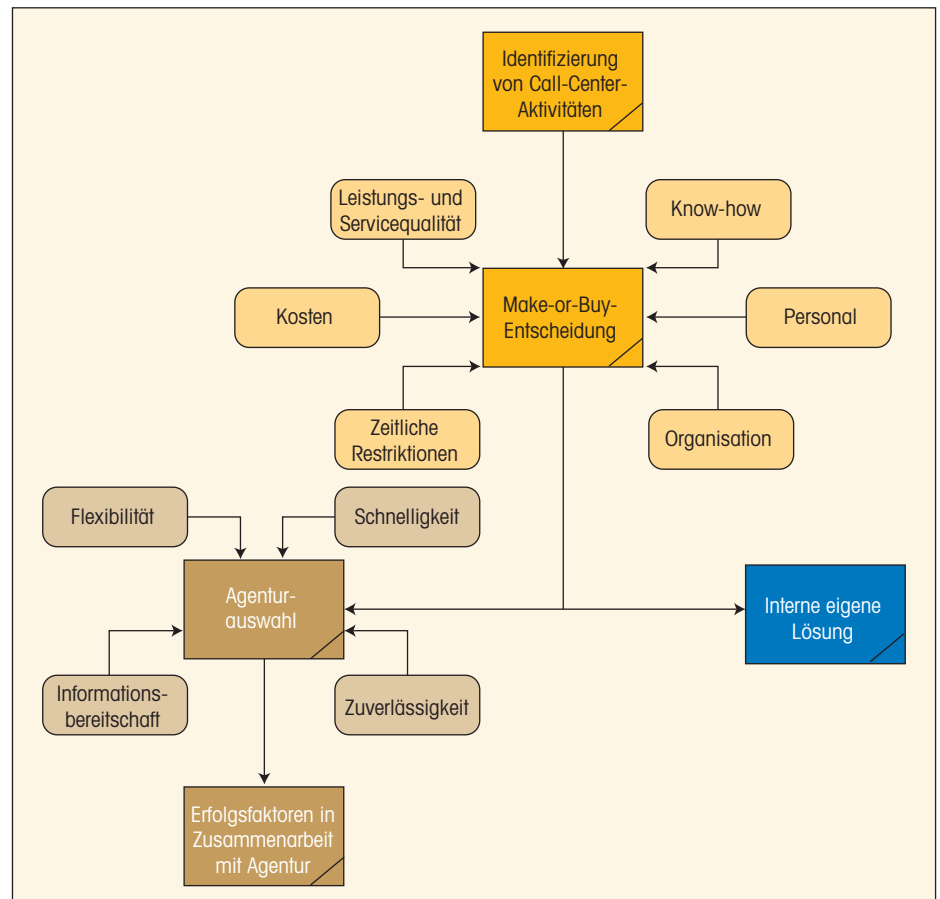 Identifizierung
von Call-Center-
Aktivitäten
Leistungs- und
Servicequalität
Know-how
Kosten
Make-or-Buy-
Entscheidung
Personal
Zeitliche
Restriktionen
Organisation
Flexibilität
Schnelligkeit
Agentur-
auswahl
Interne eigene
Lösung
Informations-
bereitschaft
Zuverlässigkeit
Erfolgsfaktoren in
Zusammenarbeit
mit Agentur